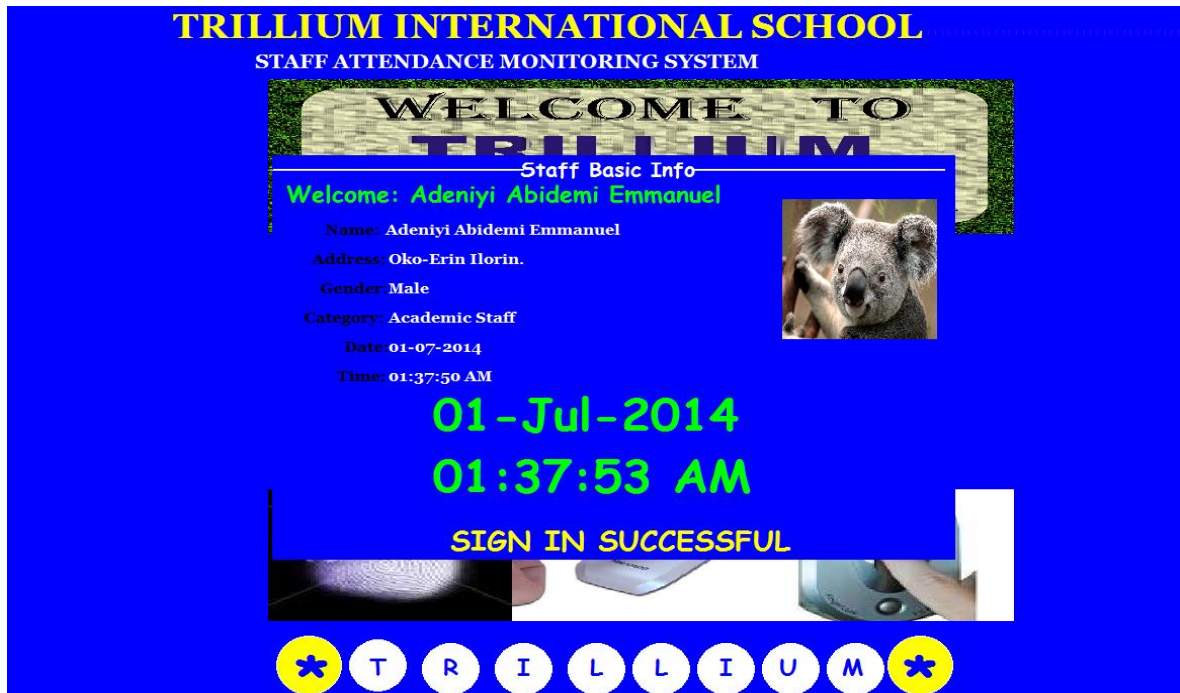 TRILLIUM INTERNATIONAL SCHOOL
STAFF ATTENDANCE MONITORING SYSTEM
WELCOME TO
TRILLIUM
Staff Basic Info
Welcome: Adeniyi Abidemi Emmanuel
Name: Adeniyi Abidemi Emmanuel
Address: Oko-Erin Ilorin.
Gender: Male
Category: Academic Staff
Date: 01-07-2014
Time: 01:37:50 AM
01-Jul-2014
01:37:53 AM
SIGN IN SUCCESSFUL
* T R I L L I U M *